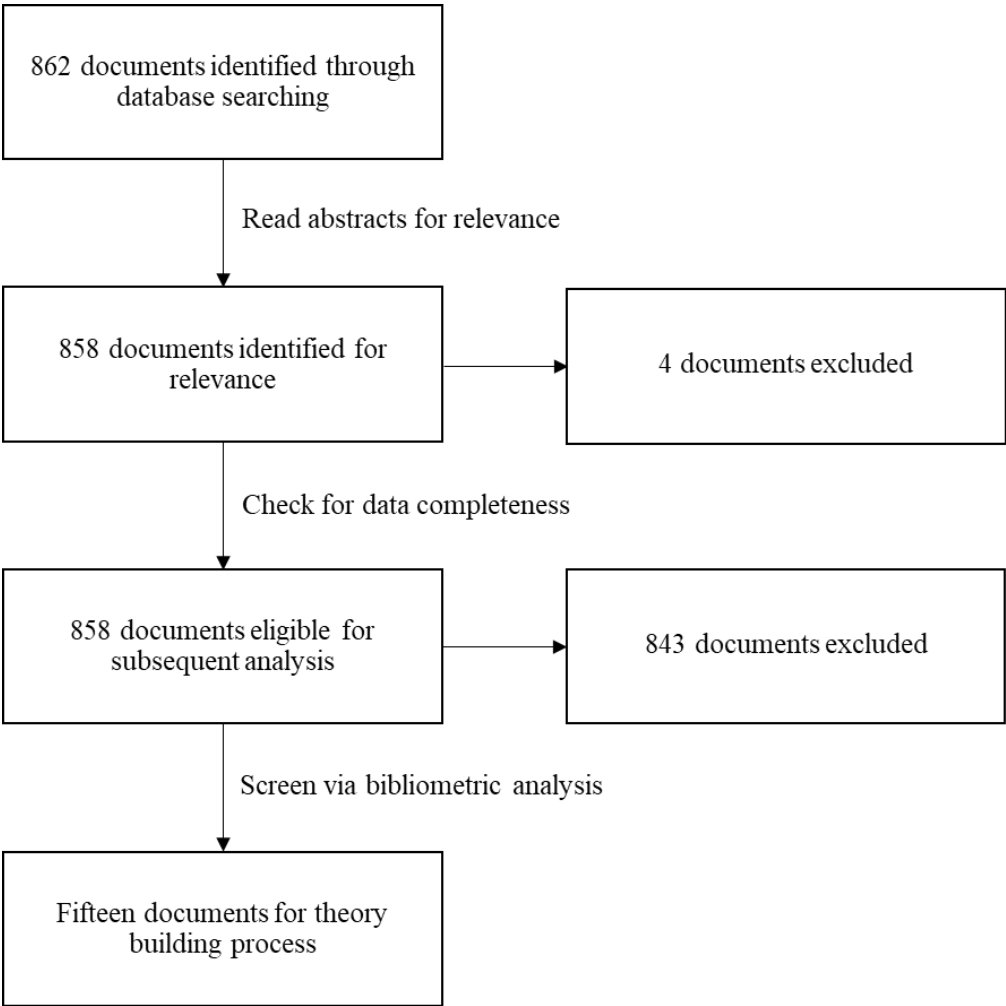 862 documents identified through
database searching
Read abstracts for relevance
858 documents identified for
relevance
4 documents excluded
Check for data completeness
858 documents eligible for
subsequent analysis
843 documents excluded
Screen via bibliometric analysis
Fifteen documents for theory
building process